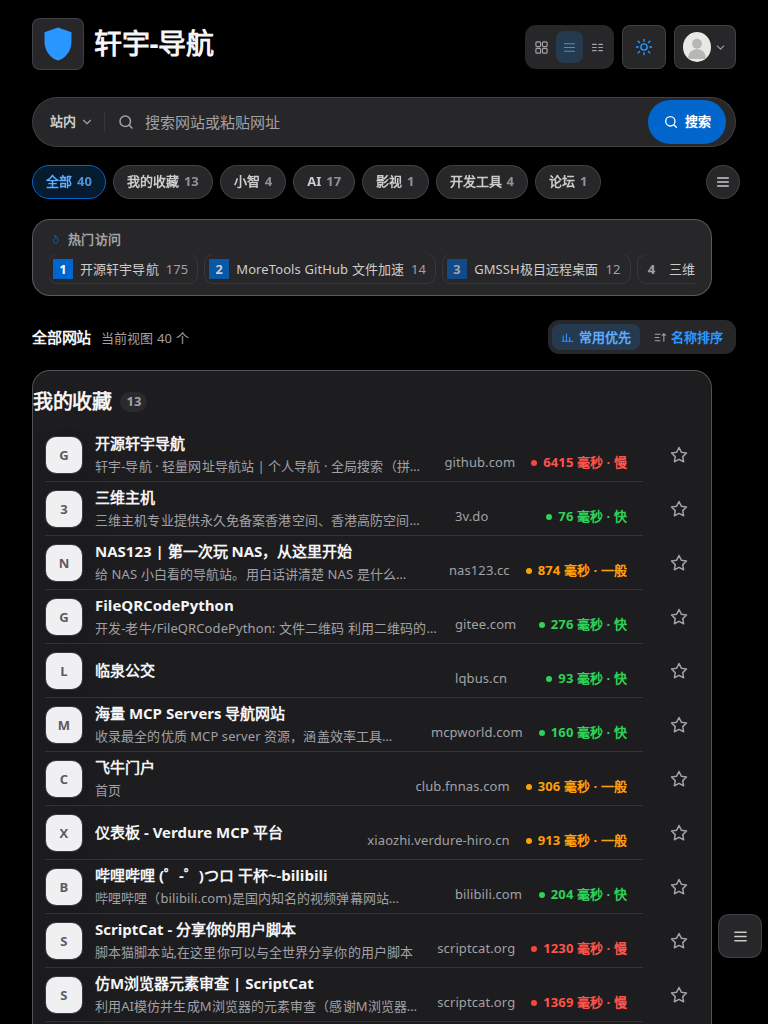 轩宇-导航
站内 搜索网站或粘贴网址 搜索
全部 40 我的收藏 13 小智 4 AI 17 影视 1 开发工具 4 论坛 1
热门访问
1 开源轩宇导航 175 2 MoreTools GitHub 文件加速 14 3 GMSSH极目远程桌面 12 4 三维
全部网站 当前视图 40 个 常用优先 名称排序
我的收藏 13
G 开源轩宇导航
轩宇-导航 · 轻量网址导航站 | 个人导航 · 全局搜索（拼... github.com 6415 毫秒 · 慢
3 三维主机
三维主机专业提供永久免备案香港空间、香港高防空间... 3v.do 76 毫秒 · 快
N NAS123 | 第一次玩 NAS，从这里开始
给 NAS 小白看的导航站。用白话讲清楚 NAS 是什么... nas123.cc 874 毫秒 · 一般
G FileQRCodePython
开发-老牛/FileQRCodePython: 文件二维码 利用二维码的... gitee.com 276 毫秒 · 快
L 临泉公交
lqbus.cn 93 毫秒 · 快
M 海量 MCP Servers 导航网站
收录最全的优质 MCP server 资源，涵盖效率工具... mcpworld.com 160 毫秒 · 快
C 飞牛门户
首页 club.fnnas.com 306 毫秒 · 一般
X 仪表板 - Verdure MCP 平台
xiaozhi.verdure-hiro.cn 913 毫秒 · 一般
B 哔哩哔哩 (゜-゜)つロ 干杯~-bilibili
哔哩哔哩（bilibili.com)是国内知名的视频弹幕网站... bilibili.com 204 毫秒 · 快
S ScriptCat - 分享你的用户脚本
脚本猫脚本站,在这里你可以与全世界分享你的用户脚本 scriptcat.org 1230 毫秒 · 慢
S 仿M浏览器元素审查 | ScriptCat
利用AI模仿并生成M浏览器的元素审查（感谢M浏览器... scriptcat.org 1369 毫秒 · 慢